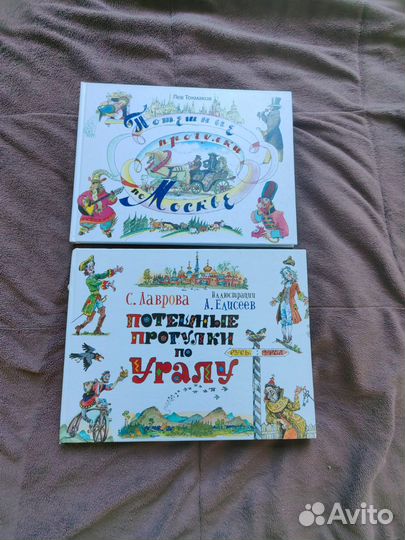 Лев Токмаков
Потешные
прогулки
по
Москве
С. Лаврова
иллюстрации
А. Елисеев
ПОТЕШНЫЕ
ПРОГУЛКИ ПО
УРАЛУ
Avito